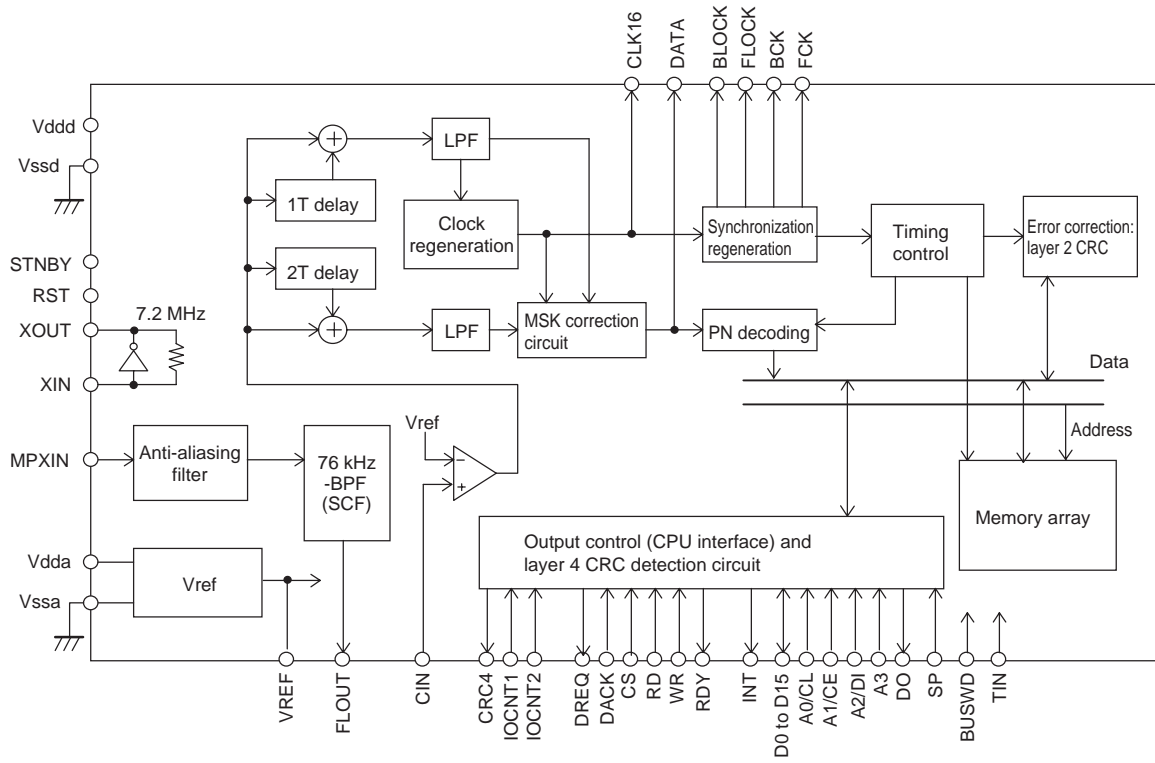 CLK16
DATA
BLOCK
FLOCK
BCK
FCK
Vddd
Vssd
STNBY
RST
XOUT
7.2 MHz
XIN
MPXIN
Vdda
Vssa
+
LPF
1T delay
Clock
regeneration
2T delay
+
LPF
MSK correction
circuit
Synchronization
regeneration
Timing
control
Error correction:
layer 2 CRC
PN decoding
Data
Address
Memory array
Anti-aliasing
filter
76 kHz
-BPF
(SCF)
Vref
−
+
Vref
Output control (CPU interface) and
layer 4 CRC detection circuit
VREF
FLOUT
CIN
CRC4
IOCNT1
IOCNT2
DREQ
DACK
CS
RD
WR
RDY
INT
D0 to D15
A0/CL
A1/CE
A2/DI
A3
DO
SP
BUSWD
TIN